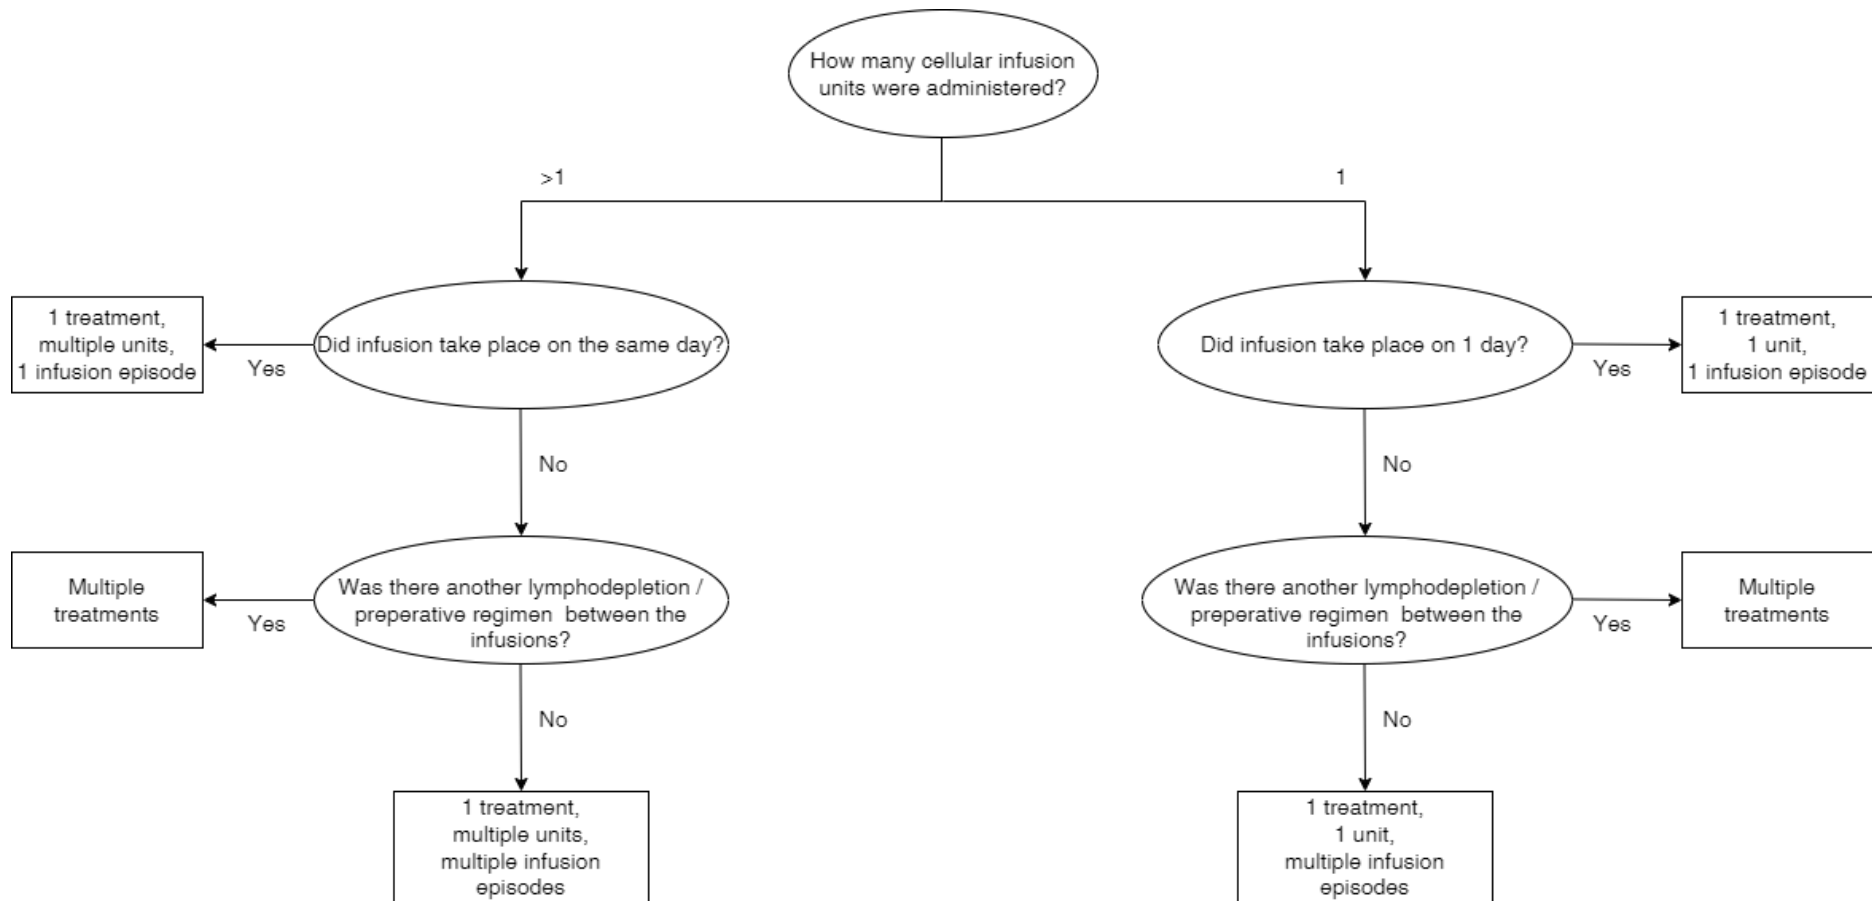 How many cellular infusion
units were administered?
>1
1
1 treatment,
multiple units,
1 infusion episode
Yes
Did infusion take place on the same day?
Did infusion take place on 1 day?
Yes
1 treatment,
1 unit,
1 infusion episode
No
No
Multiple
treatments
Yes
Was there another lymphodepletion /
preperative regimen between the
infusions?
Was there another lymphodepletion /
preperative regimen between the
infusions?
Yes
Multiple
treatments
No
No
1 treatment,
multiple units,
multiple infusion
episodes
1 treatment,
1 unit,
multiple infusion
episodes